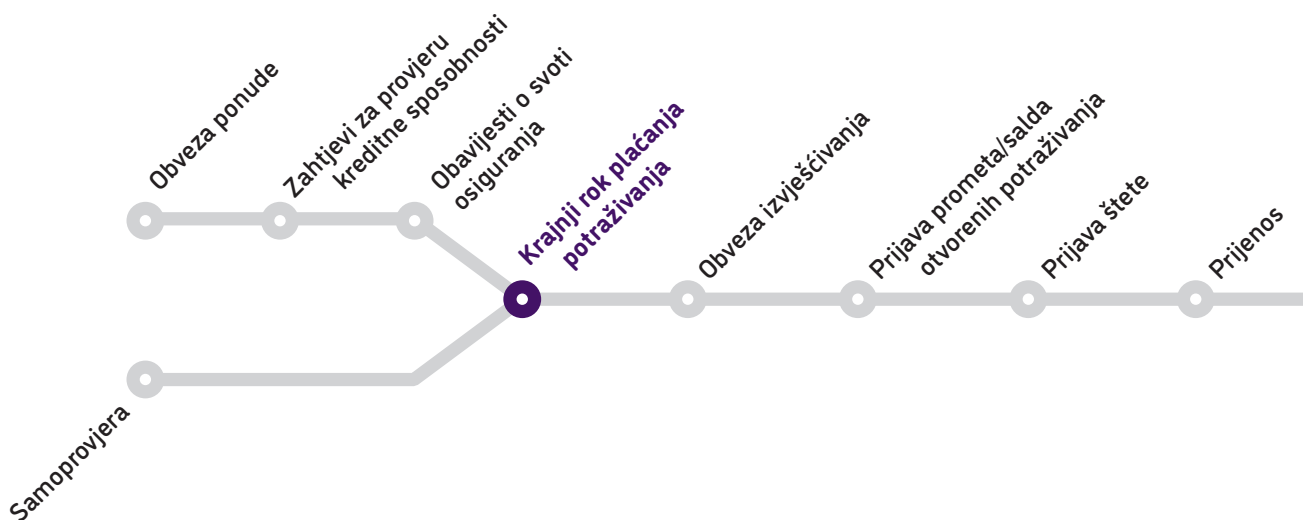 Obveza ponude
Zahtjevi za provjeru
kreditne sposobnosti
Obavijesti o svoti
osiguranja
Krajnji rok plaćanja
potraživanja
Obveza izvješćivanja
Prijava prometa/salda
otvorenih potraživanja
Prijava štete
Prijenos
Samoprovjera